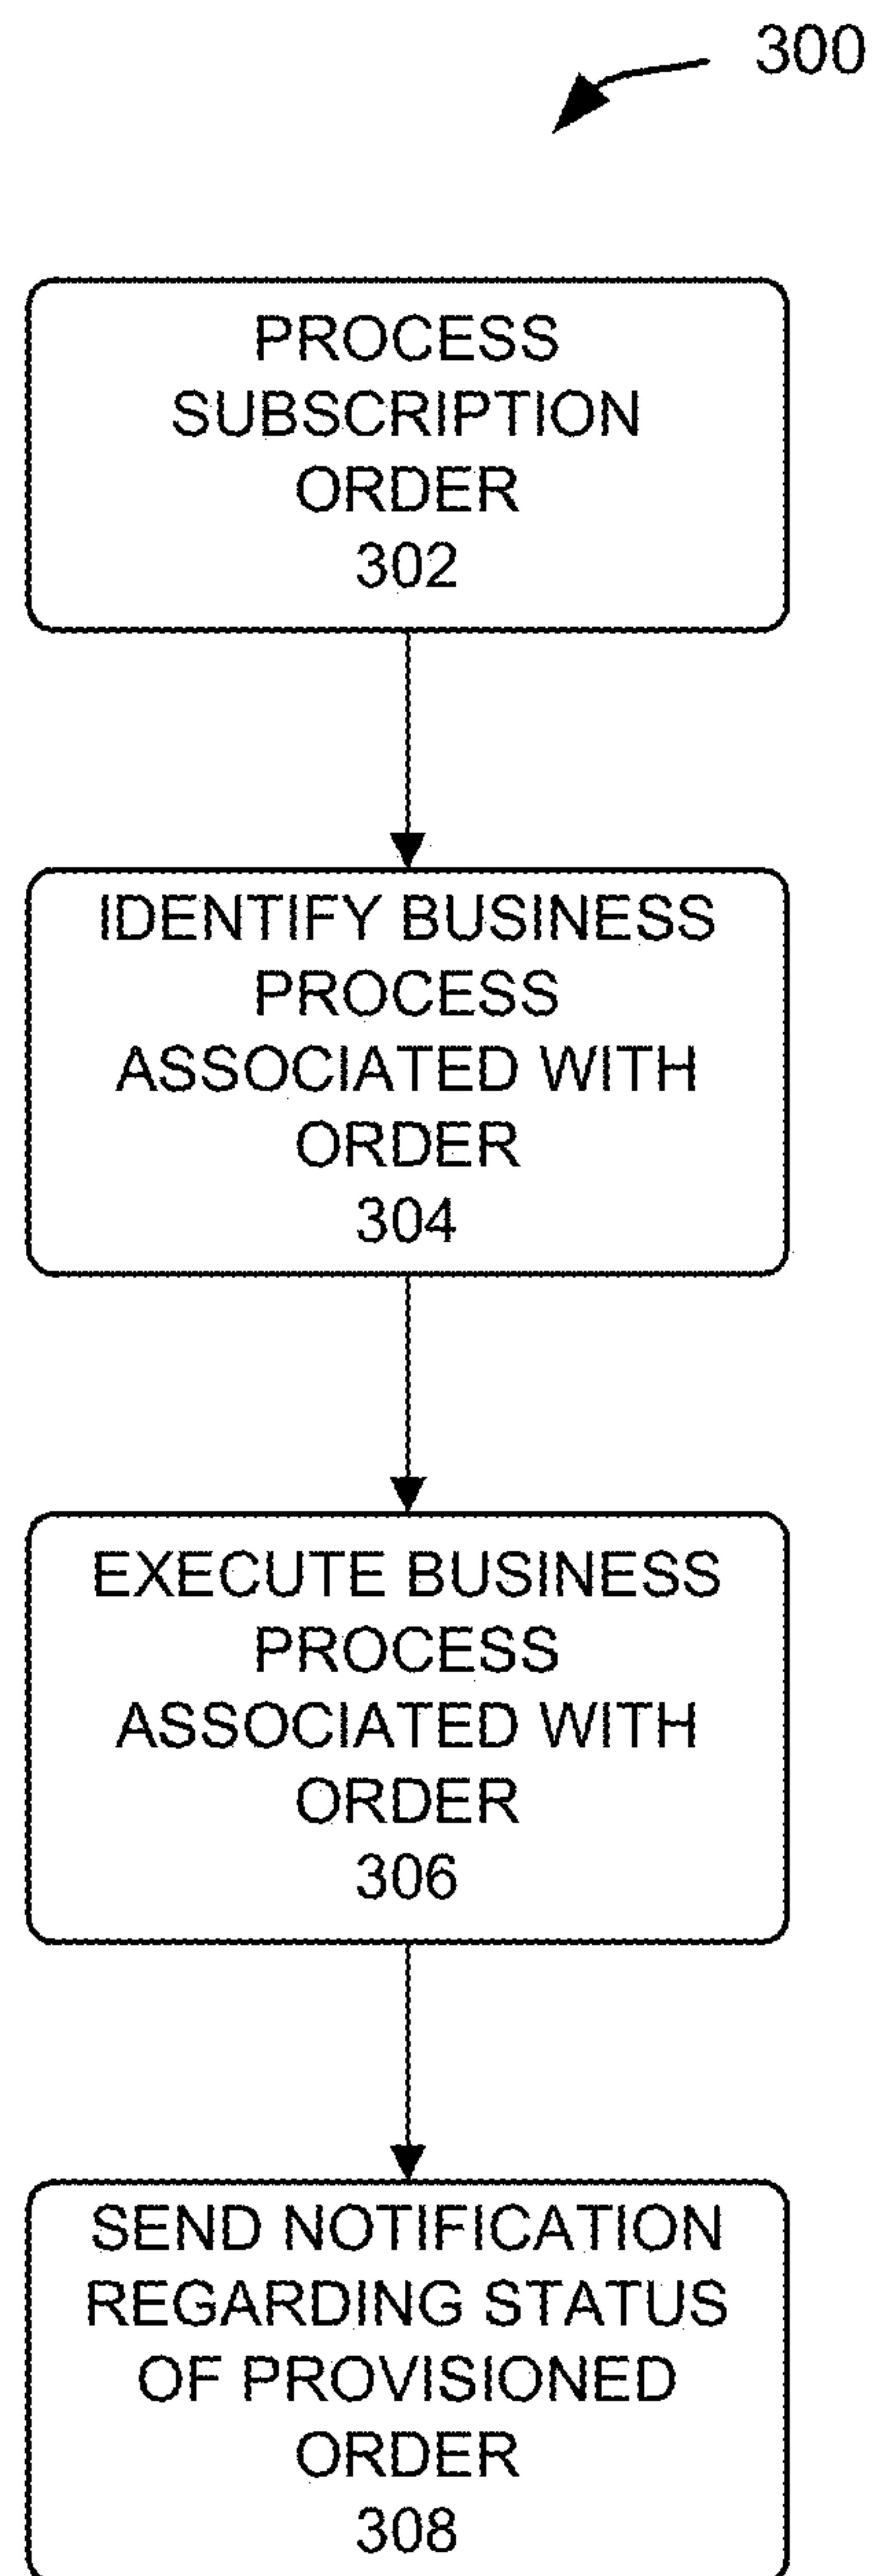 300
PROCESS
SUBSCRIPTION
ORDER
302
IDENTIFY BUSINESS
PROCESS
ASSOCIATED WITH
ORDER
304
EXECUTE BUSINESS
PROCESS
ASSOCIATED WITH
ORDER
306
SEND NOTIFICATION
REGARDING STATUS
OF PROVISIONED
ORDER
308